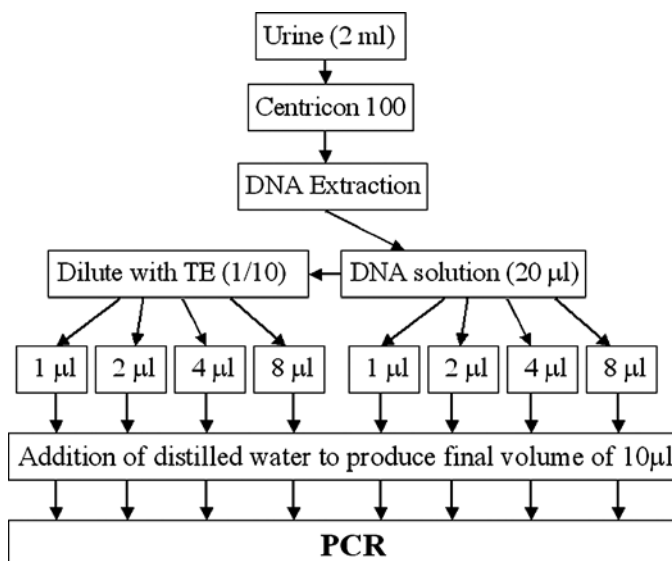 Urine (2 ml)
Centricon 100
DNA Extraction
Dilute with TE (1/10)
DNA solution (20 μl)
1 μl
2 μl
4 μl
8 μl
1 μl
2 μl
4 μl
8 μl
Addition of distilled water to produce final volume of 10μl
PCR